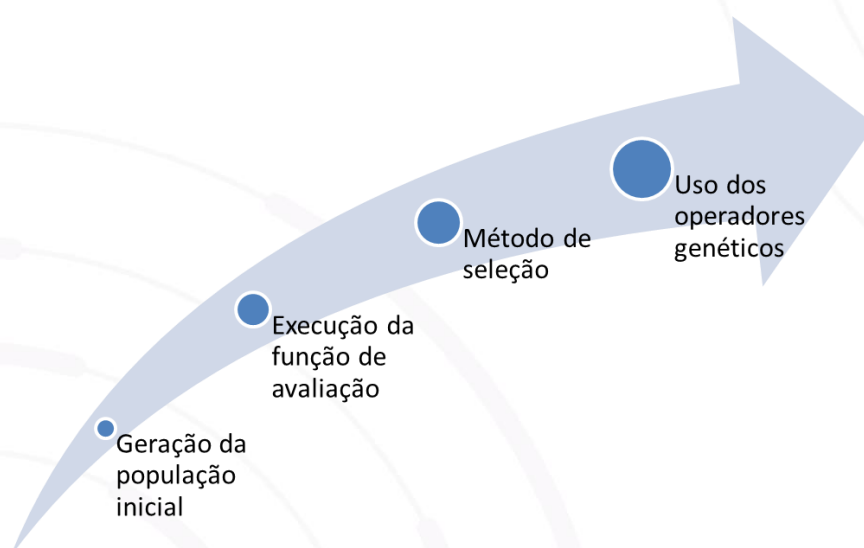 Geração da
população
inicial
Execução da
função de
avaliação
Método de
seleção
Uso dos
operadores
genéticos